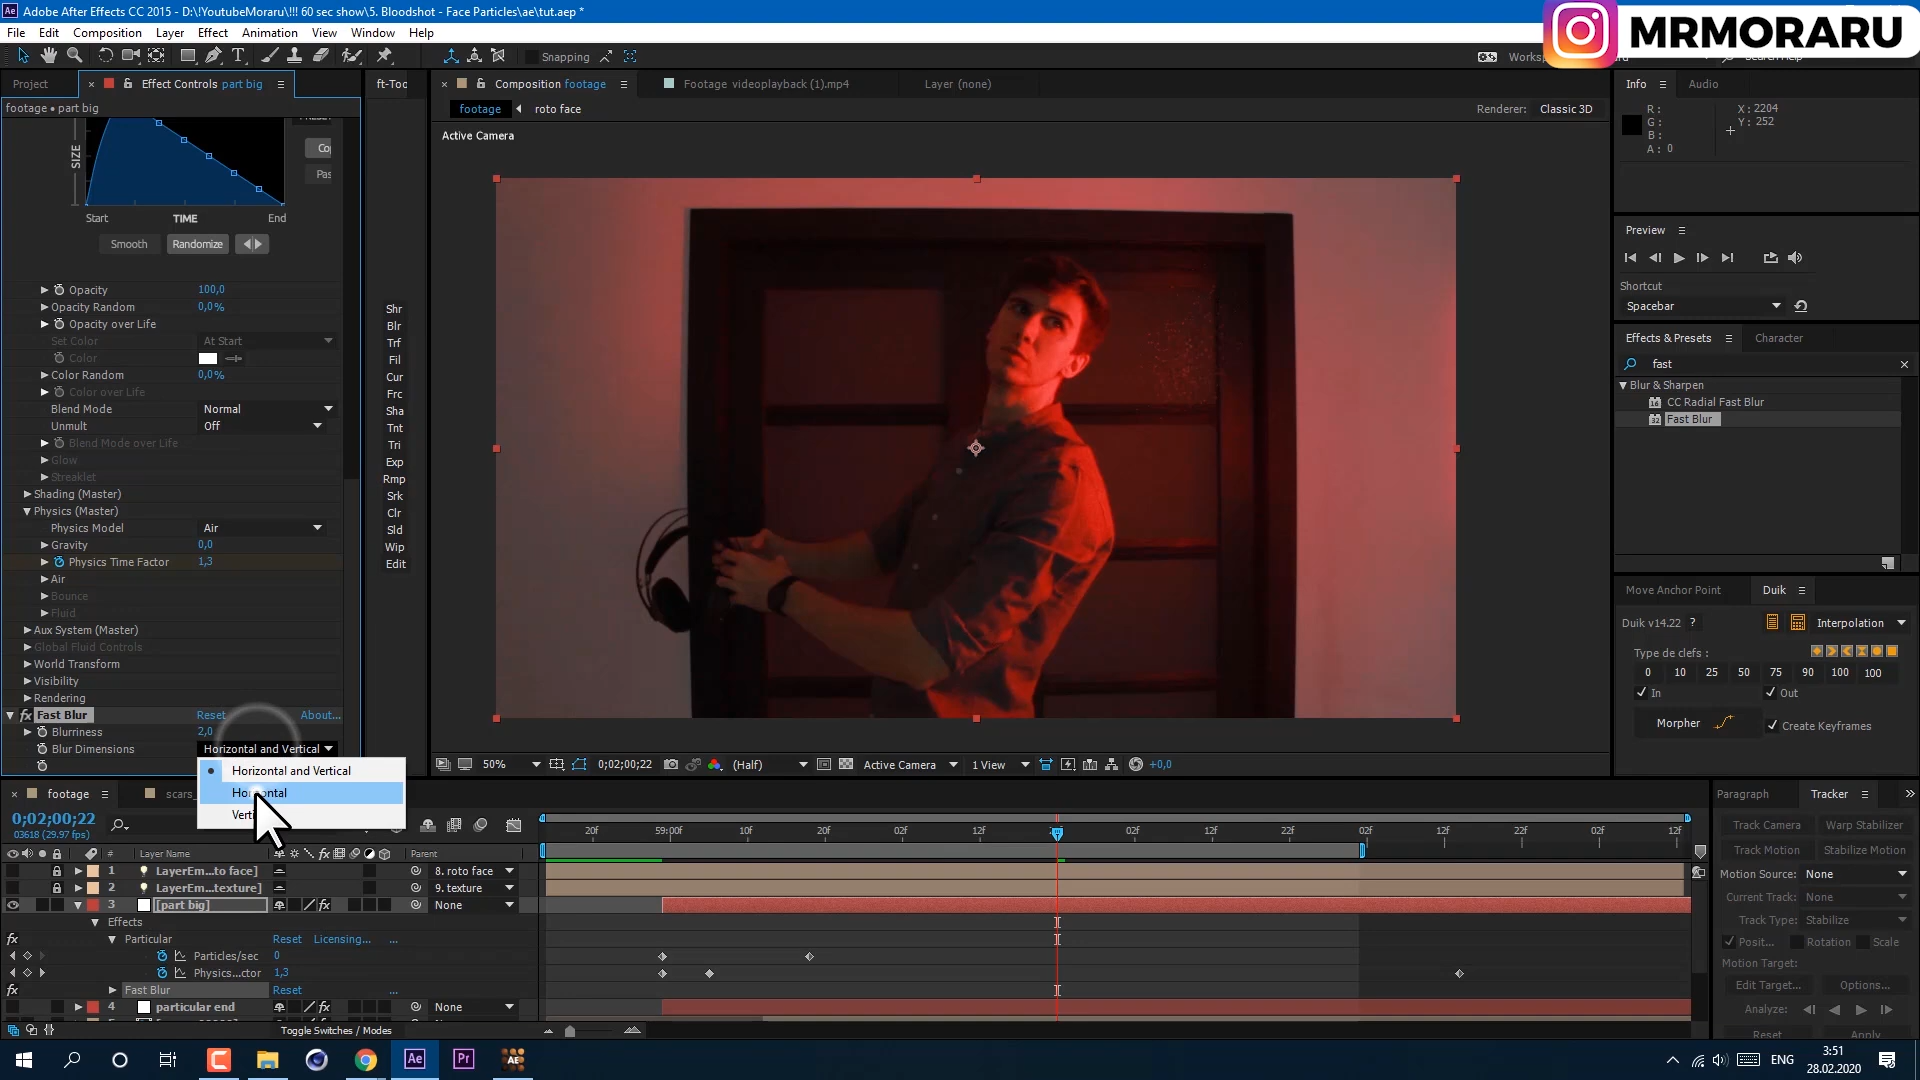 Adobe After Effects CC 2015 - D:\!YoutubeMoraru\!!! 60 sec show\5. Bloodshot - Face Particles\ae\tut.aep *
MRMORARU
File Edit Composition Layer Effect Animation View Window Help
Snapping
Project
Effect Controls part big
ft-Toc
Composition footage
Footage videoplayback (1).mp4
Layer (none)
Info
Audio
footage • part big
footage
roto face
Renderer: Classic 3D
Active Camera
R :
G :
B :
A : 0
X : 2204
Y : 252
SIZE
Start TIME End
Smooth Randomize
Preview
Shortcut
Spacebar
Opacity 100,0
Opacity Random 0,0%
Opacity over Life
Set Color At Start
Color
Color Random 0,0%
Color over Life
Blend Mode Normal
Unmult Off
Blend Mode over Life
Glow
Streaklet
Shading (Master)
Physics (Master)
Physics Model Air
Gravity 0,0
Physics Time Factor 1,3
Air
Bounce
Fluid
Aux System (Master)
Global Fluid Controls
World Transform
Visibility
Rendering
Fast Blur Reset About...
Blurriness 2,0
Blur Dimensions Horizontal and Vertical
Horizontal and Vertical
Shr
Blr
Trf
Fil
Cur
Frc
Sha
Tnt
Tri
Exp
Rmp
Srk
Clr
Sld
Wip
Edit
Effects & Presets Character
fast
Blur & Sharpen
CC Radial Fast Blur
Fast Blur
Move Anchor Point Duik
Duik v14.22 ? Interpolation
Type de clefs :
0 10 25 50 75 90 100 100
In Out
Morpher Create Keyframes
50% 0;02;00;22 (Half) Active Camera 1 View +0,0
footage
0;02;00;22
03618 (29.97 fps)
20f 59:00f 10f 20f 02f 12f 02f 12f 22f 02f 12f 22f 02f 12f
# Layer Name Parent
1 LayerEm...to face] 8. roto face
2 LayerEm...texture] 9. texture
3 [part big] None
Effects
Particular Reset Licensing... ...
Particles/sec 0
Physics...ctor 1,3
Fast Blur Reset ...
4 particular end None
Toggle Switches / Modes
Paragraph Tracker
Track Camera Warp Stabilizer
Track Motion Stabilize Motion
Motion Source: None
Current Track: None
Track Type: Stabilize
Posit... Rotation Scale
Motion Target:
Edit Target... Options...
Analyze:
Reset Apply
Ae Pr AE
ENG
3:51
28.02.2020